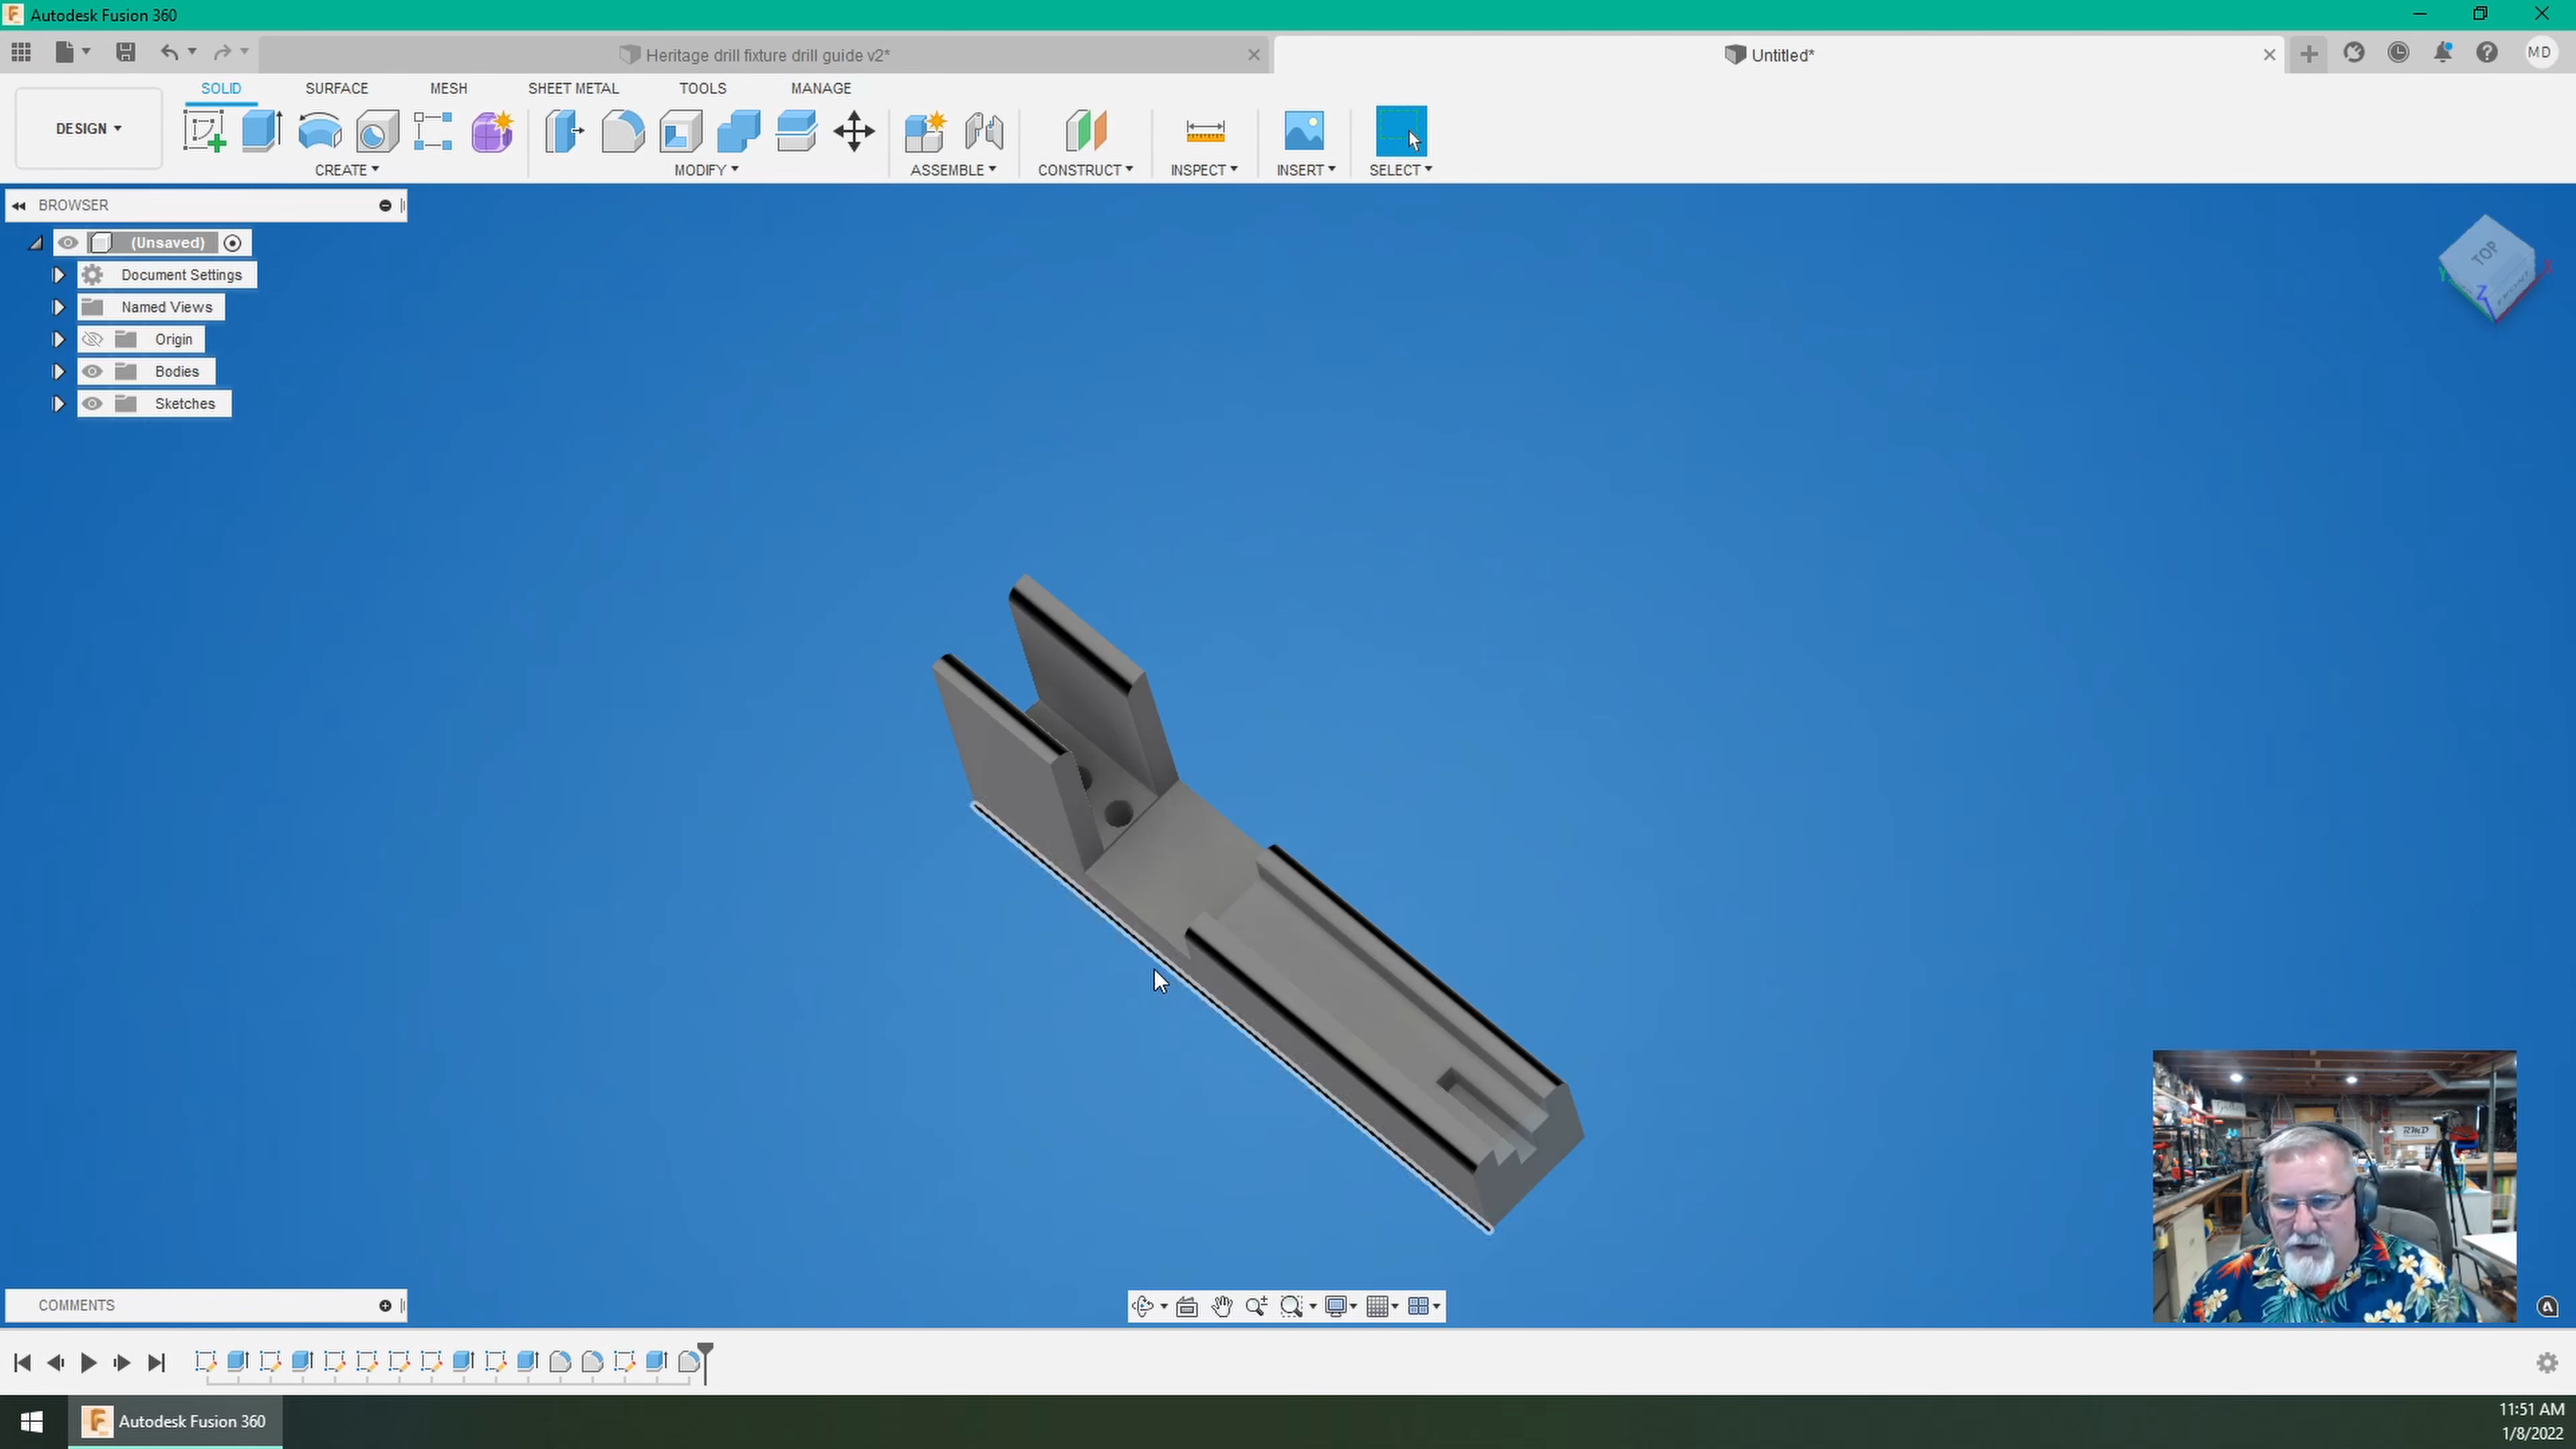 Autodesk Fusion 360
Heritage drill fixture drill guide v2*
Untitled*
MD
SOLID SURFACE MESH SHEET METAL TOOLS MANAGE
DESIGN
CREATE MODIFY ASSEMBLE CONSTRUCT INSPECT INSERT SELECT
BROWSER
(Unsaved)
Document Settings
Named Views
Origin
Bodies
Sketches
TOP
Y
Z
X
RMD
COMMENTS
Autodesk Fusion 360
11:51 AM
1/8/2022